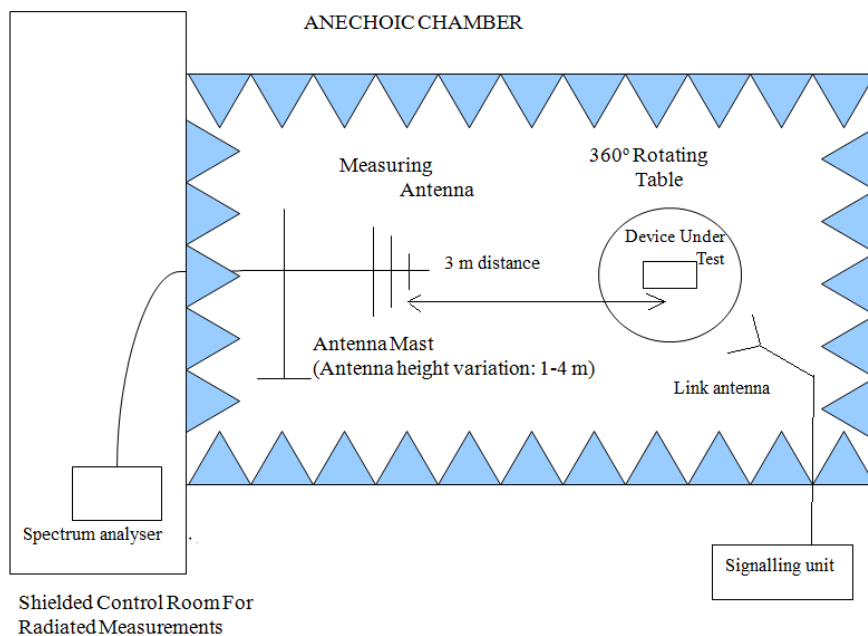 ANECHOIC CHAMBER
Measuring
Antenna
360° Rotating
Table
Device Under
Test
3 m distance
Antenna Mast
(Antenna height variation: 1-4 m)
Link antenna
Spectrum analyser
Signalling unit
Shielded Control Room For
Radiated Measurements